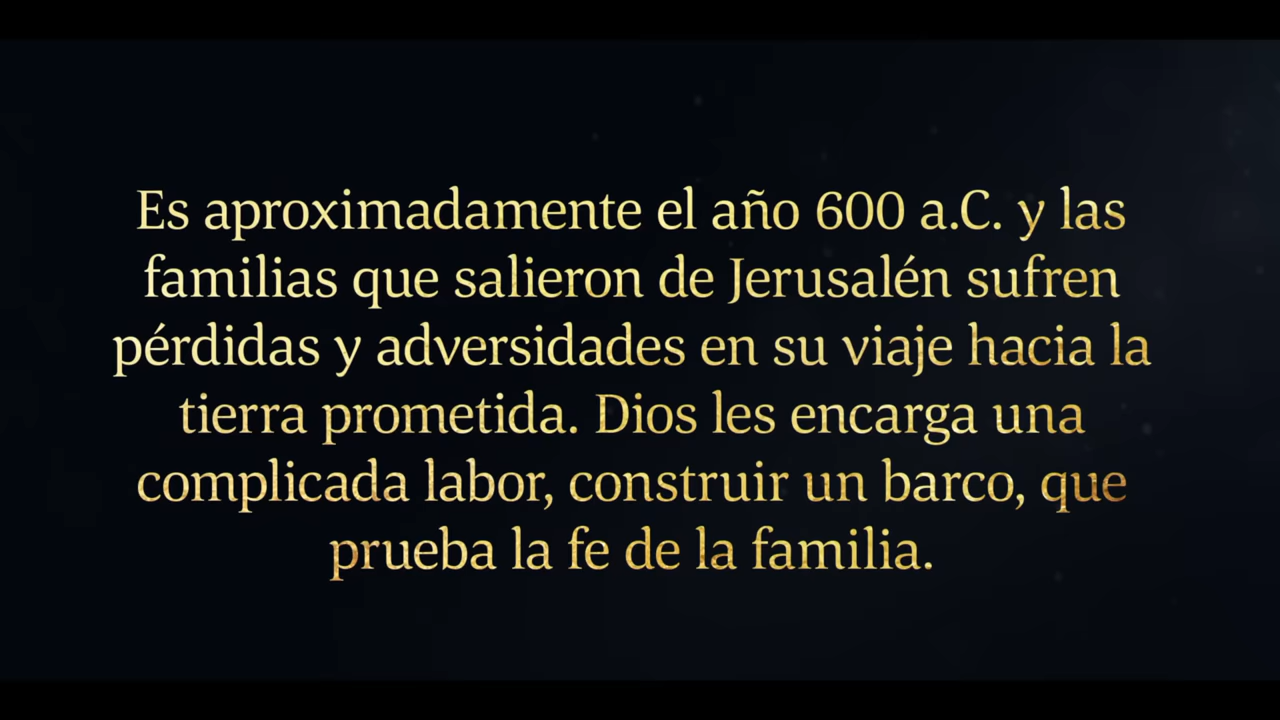 Es aproximadamente el año 600 a.C. y las
familias que salieron de Jerusalén sufren
pérdidas y adversidades en su viaje hacia la
tierra prometida. Dios les encarga una
complicada labor, construir un barco, que
prueba la fe de la familia.